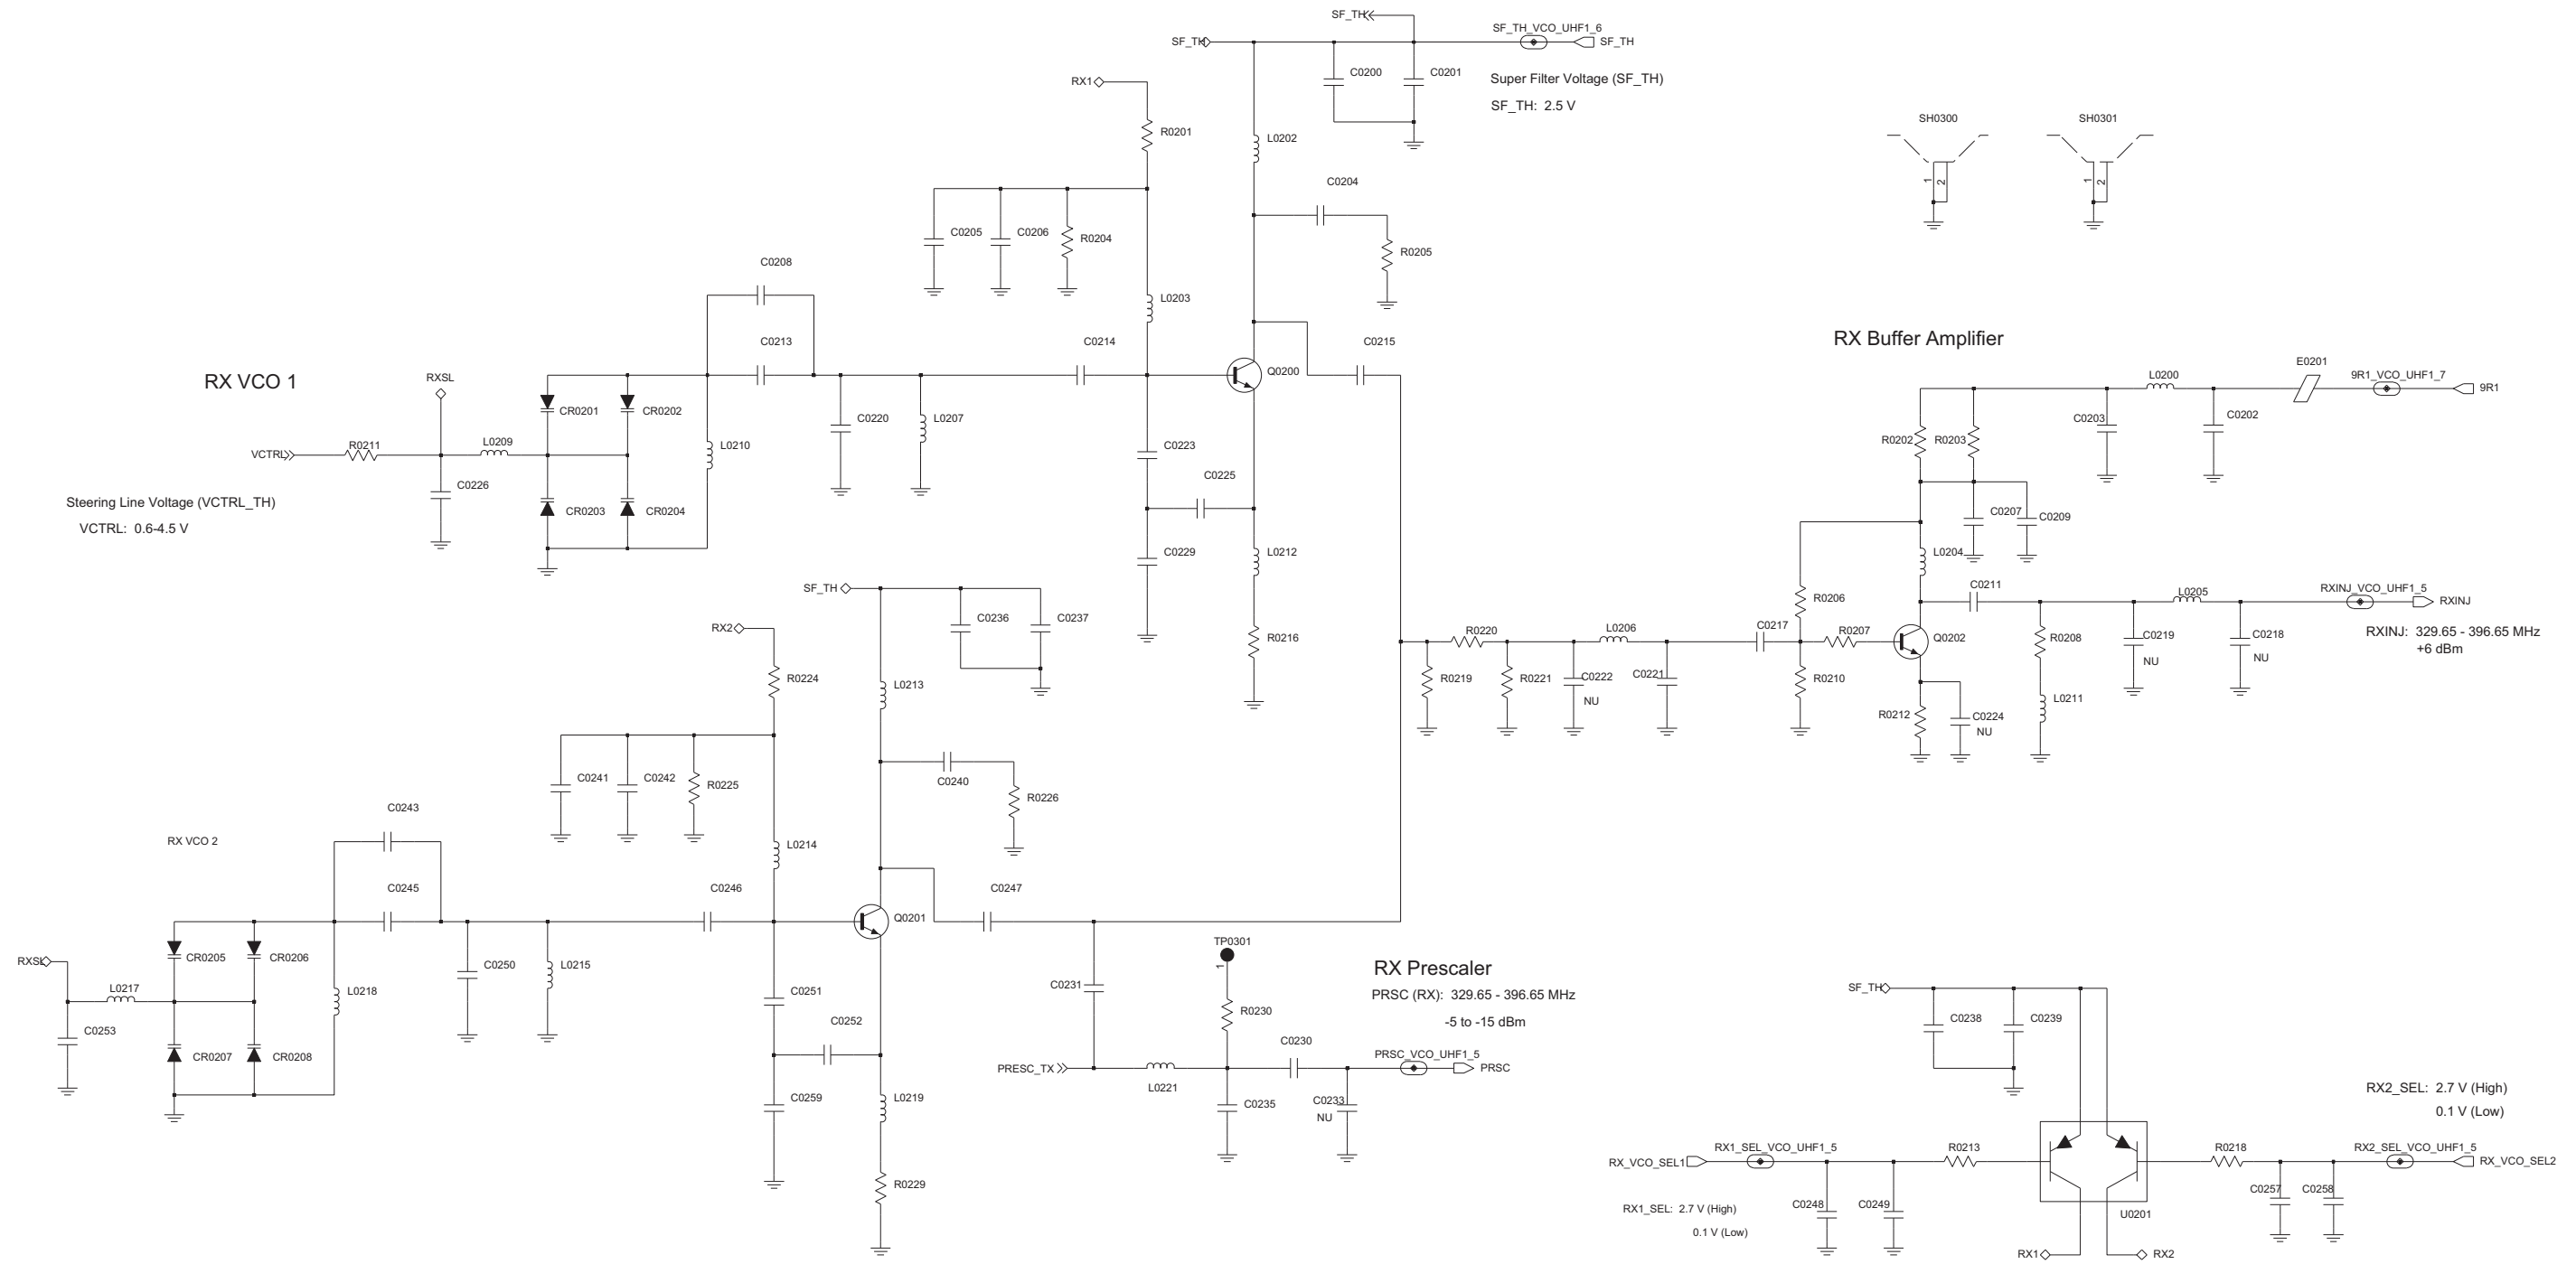 SF_TH
SF_TH
SF_TH_VCO_UHF1_6
SF_TH
C0200
C0201
Super Filter Voltage (SF_TH)
SF_TH: 2.5 V
RX1
R0201
L0202
SH0300
SH0301
1
2
1
2
C0204
C0205
C0206
R0204
R0205
C0208
L0203
RX VCO 1
RXSL
C0213
C0214
Q0200
C0215
RX Buffer Amplifier
E0201
L0200
9R1_VCO_UHF1_7
9R1
CR0201
CR0202
C0220
L0207
C0203
C0202
VCTRL
R0211
L0209
L0210
C0223
R0202
R0203
C0226
C0225
Steering Line Voltage (VCTRL_TH)
VCTRL: 0.6-4.5 V
CR0203
CR0204
C0207
C0209
C0229
L0212
L0204
SF_TH
C0211
L0205
RXINJ_VCO_UHF1_5
RXINJ
R0206
C0236
C0237
RX2
R0216
R0220
L0206
C0217
R0207
Q0202
R0208
C0219
NU
C0218
NU
RXINJ: 329.65 - 396.65 MHz
+6 dBm
R0224
L0213
R0219
R0221
C0222
NU
C0221
R0210
L0211
R0212
C0224
NU
C0241
C0242
R0225
C0240
R0226
C0243
RX VCO 2
L0214
C0245
C0246
Q0201
C0247
RXSL
CR0205
CR0206
C0250
L0215
TP0301
1
RX Prescaler
PRSC (RX): 329.65 - 396.65 MHz
-5 to -15 dBm
L0217
L0218
C0251
C0231
R0230
SF_TH
C0253
C0252
C0238
C0239
CR0207
CR0208
C0230
PRSC_VCO_UHF1_5
PRESC_TX
PRSC
L0221
C0259
L0219
C0235
C0233
NU
RX2_SEL: 2.7 V (High)
0.1 V (Low)
RX_VCO_SEL1
RX1_SEL_VCO_UHF1_5
R0213
R0218
RX2_SEL_VCO_UHF1_5
RX_VCO_SEL2
R0229
C0257
C0258
RX1_SEL: 2.7 V (High)
0.1 V (Low)
C0248
C0249
U0201
RX1
RX2